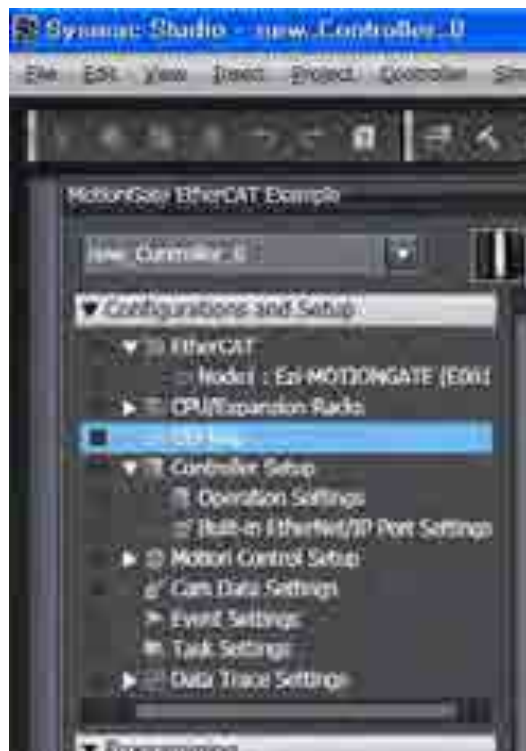 Sysmac Studio - new_Controller_0
File Edit View Insert Project Controller
MotionGate EtherCAT Example
new_Controller_0
Configurations and Setup
EtherCAT
Node1 : Ezi-MOTIONGATE (E001
CPU/Expansion Racks
I/O Map
Controller Setup
Operation Settings
Built-in EtherNet/IP Port Settings
Motion Control Setup
Cam Data Settings
Event Settings
Task Settings
Data Trace Settings
Programming